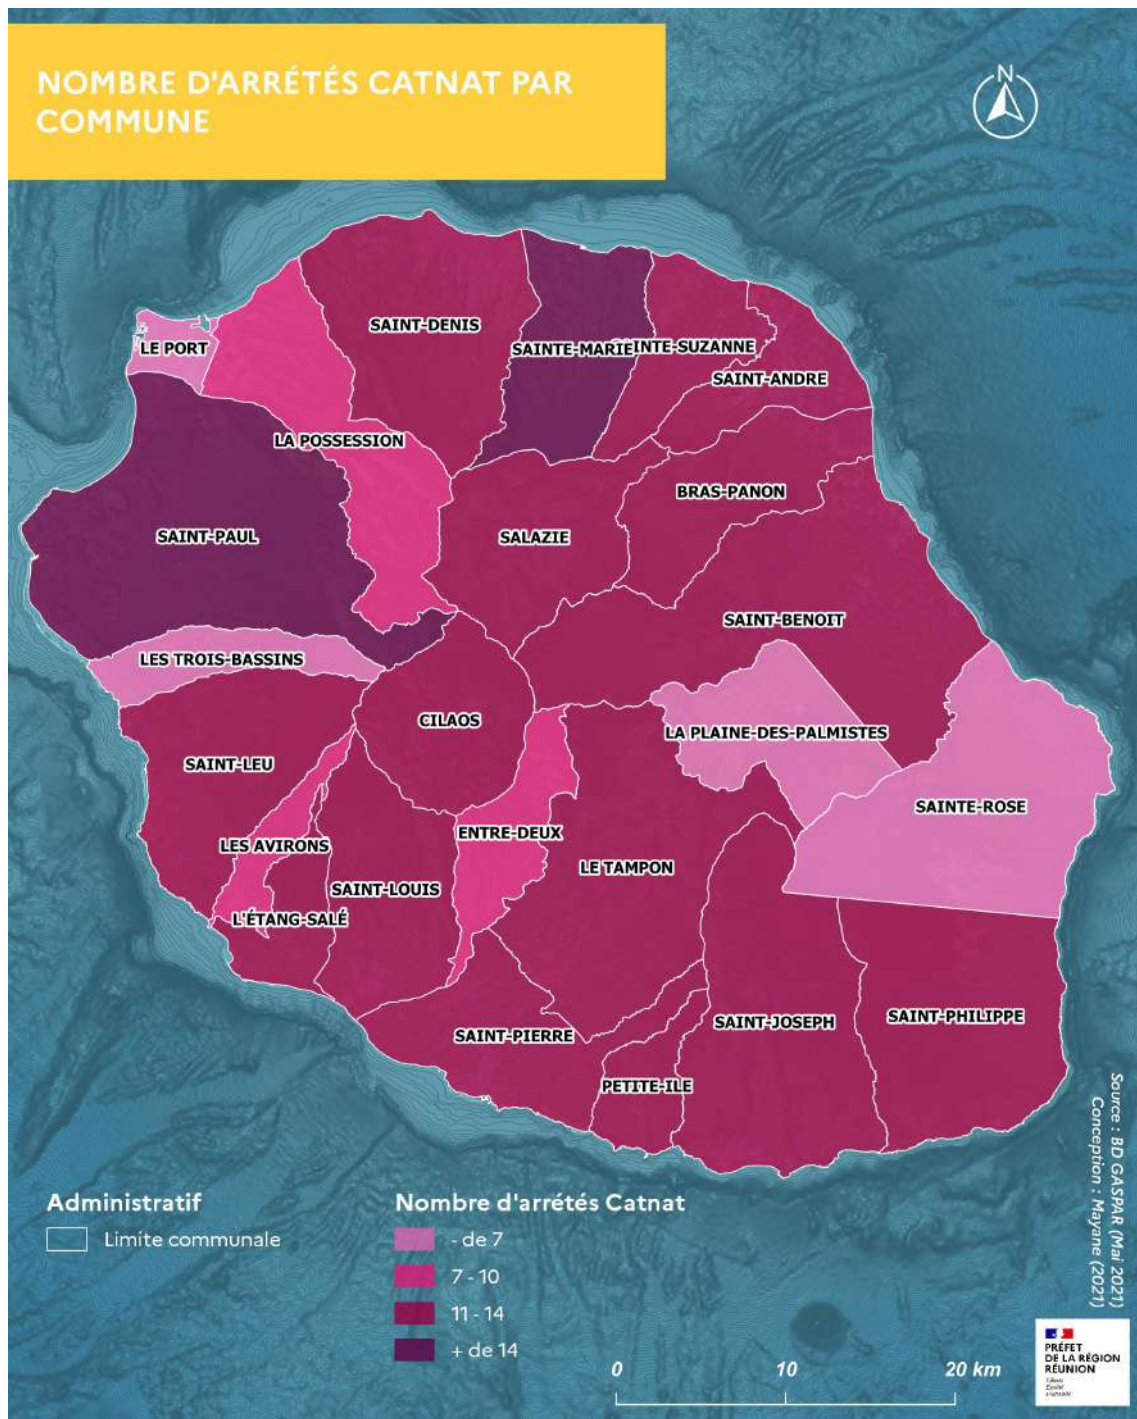 NOMBRE D'ARRÉTÉS CATNAT PAR
COMMUNE
N
SAINT-DENIS
LE PORT
SAINTE-MARIE
INTE-SUZANNE
SAINT-ANDRE
LA POSSESSION
BRAS-PANON
SAINT-PAUL
SALAZIE
SAINT-BENOIT
LES TROIS-BASSINS
CILAOS
LA PLAINE-DES-PALMISTES
SAINT-LEU
SAINTE-ROSE
ENTRE-DEUX
LES AVIRONS
LE TAMPON
SAINT-LOUIS
L'ÉTANG-SALÉ
SAINT-PHILIPPE
SAINT-JOSEPH
SAINT-PIERRE
PETITE-ILE
Source : BD GASPAR (Mai 2021)
Conception : Mayane (2021)
Administratif
Limite communale
Nombre d'arrétés Catnat
- de 7
7 - 10
11 - 14
+ de 14
0 10 20 km
PRÉFET
DE LA RÉGION
RÉUNION